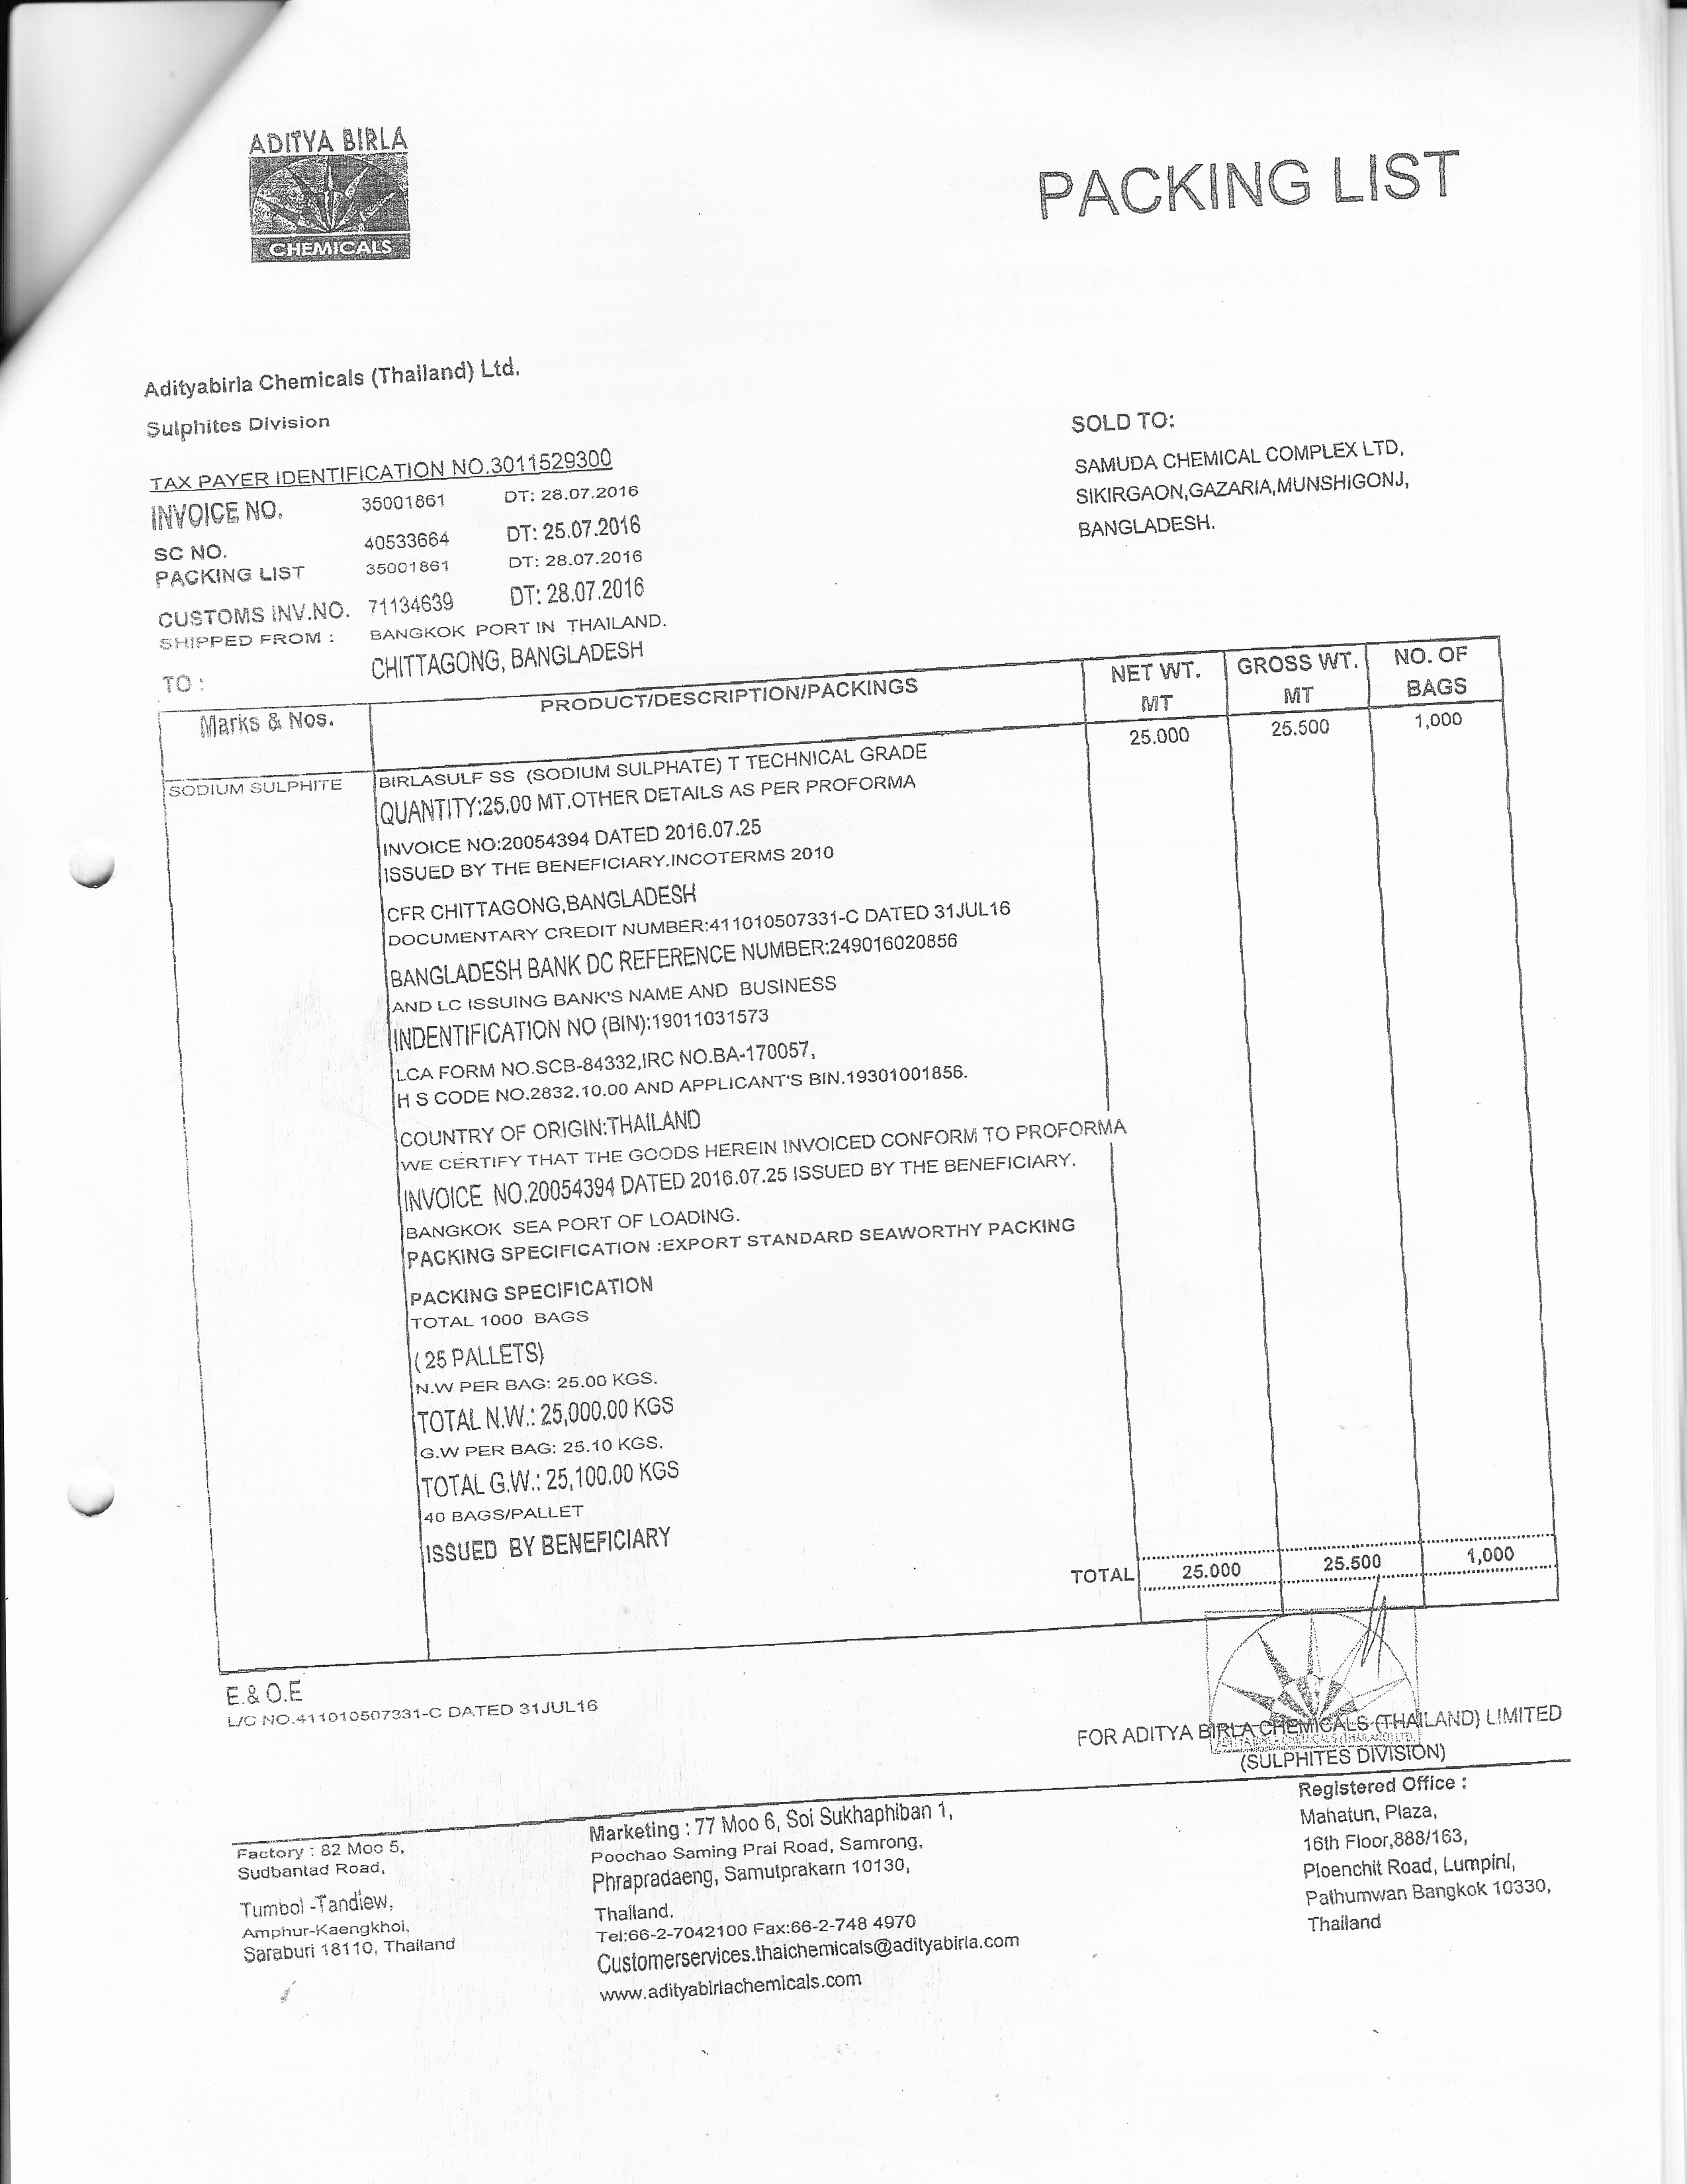 ADITYA BIRLA
CHEMICALS
PACKING LIST
Adityabirla Chemicals (Thailand) Ltd.
Sulphites Division
SOLD TO:
SAMUDA CHEMICAL COMPLEX LTD,
SIKIRGAON,GAZARIA,MUNSHIGONJ,
BANGLADESH.
TAX PAYER IDENTIFICATION NO.3011529300
INVOICE NO. 35001861 DT: 28.07.2016
SC NO. 40533664 DT: 25.07.2016
PACKING LIST 35001861 DT: 28.07.2016
CUSTOMS INV.NO. 71134639 DT: 28.07.2016
SHIPPED FROM : BANGKOK PORT IN THAILAND.
TO : CHITTAGONG, BANGLADESH
Marks & Nos. PRODUCT/DESCRIPTION/PACKINGS NET WT. MT GROSS WT. MT NO. OF BAGS
SODIUM SULPHITE BIRLASULF SS (SODIUM SULPHATE) T TECHNICAL GRADE 25.000 25.500 1,000
QUANTITY:25.00 MT.OTHER DETAILS AS PER PROFORMA
INVOICE NO:20054394 DATED 2016.07.25
ISSUED BY THE BENEFICIARY.INCOTERMS 2010
CFR CHITTAGONG,BANGLADESH
DOCUMENTARY CREDIT NUMBER:411010507331-C DATED 31JUL16
BANGLADESH BANK DC REFERENCE NUMBER:249016020856
AND LC ISSUING BANK'S NAME AND BUSINESS
INDENTIFICATION NO (BIN):19011031573
LCA FORM NO.SCB-84332,IRC NO.BA-170057,
H S CODE NO.2832.10.00 AND APPLICANT'S BIN.19301001856.
COUNTRY OF ORIGIN:THAILAND
WE CERTIFY THAT THE GOODS HEREIN INVOICED CONFORM TO PROFORMA
INVOICE NO.20054394 DATED 2016.07.25 ISSUED BY THE BENEFICIARY.
BANGKOK SEA PORT OF LOADING.
PACKING SPECIFICATION :EXPORT STANDARD SEAWORTHY PACKING
PACKING SPECIFICATION
TOTAL 1000 BAGS
( 25 PALLETS)
N.W PER BAG: 25.00 KGS.
TOTAL N.W.: 25,000.00 KGS
G.W PER BAG: 25.10 KGS.
TOTAL G.W.: 25,100.00 KGS
40 BAGS/PALLET
ISSUED BY BENEFICIARY
TOTAL 25.000 25.500 1,000
E.& O.E
L/C NO.411010507331-C DATED 31JUL16
FOR ADITYA BIRLA CHEMICALS (THAILAND) LIMITED
(SULPHITES DIVISION)
Factory : 82 Moo 5,
Sudbantad Road,
Tumbol -Tandiew,
Amphur-Kaengkhoi,
Saraburi 18110, Thailand
Marketing : 77 Moo 6, Soi Sukhaphiban 1,
Poochao Saming Prai Road, Samrong,
Phrapradaeng, Samutprakarn 10130,
Thailand.
Tel:66-2-7042100 Fax:66-2-748 4970
Customerservices.thaichemicals@adityabirla.com
www.adityabirlachemicals.com
Registered Office :
Mahatun, Plaza,
16th Floor,888/163,
Ploenchit Road, Lumpini,
Pathumwan Bangkok 10330,
Thailand